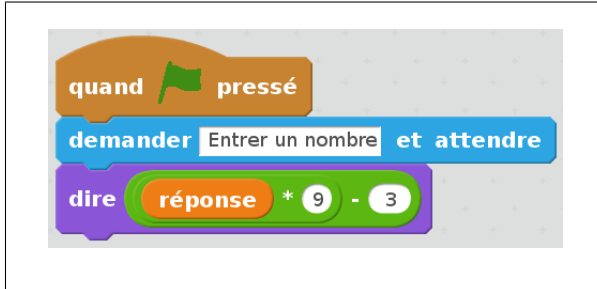 quand pressé
demander Entrer un nombre et attendre
dire réponse * 9 - 3